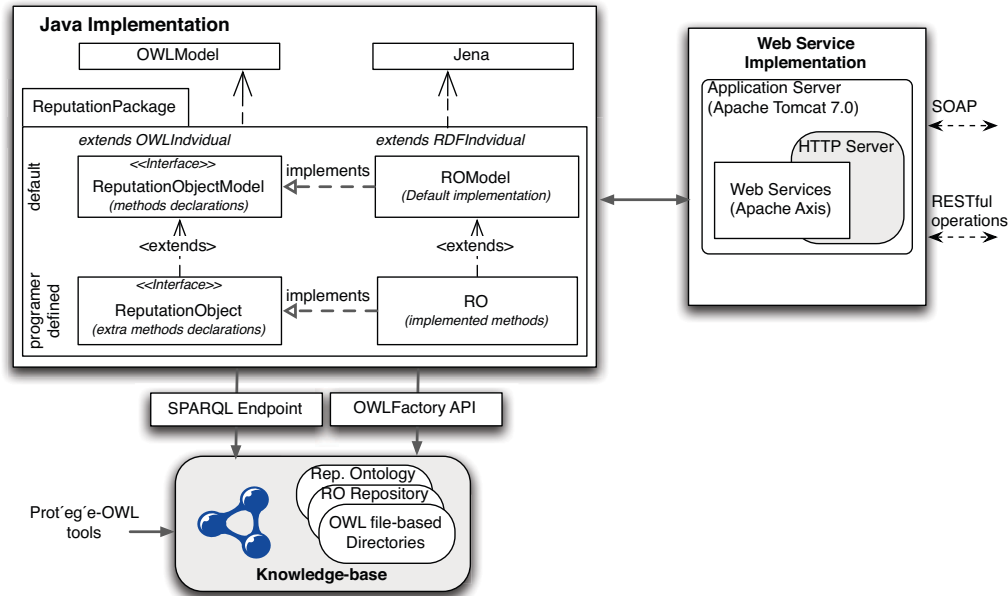 Java Implementation
OWLModel
Jena
ReputationPackage
extends OWLIndvidual
extends RDFIndvidual
default
<<Interface>>
ReputationObjectModel
(methods declarations)
implements
ROModel
(Default implementation)
<extends>
<extends>
programer
defined
<<Interface>>
ReputationObject
(extra methods declarations)
implements
RO
(implemented methods)
Web Service
Implementation
Application Server
(Apache Tomcat 7.0)
HTTP Server
Web Services
(Apache Axis)
SOAP
RESTful
operations
SPARQL Endpoint
OWLFactory API
Prot´eg´e-OWL
tools
Rep. Ontology
RO Repository
OWL file-based
Directories
Knowledge-base